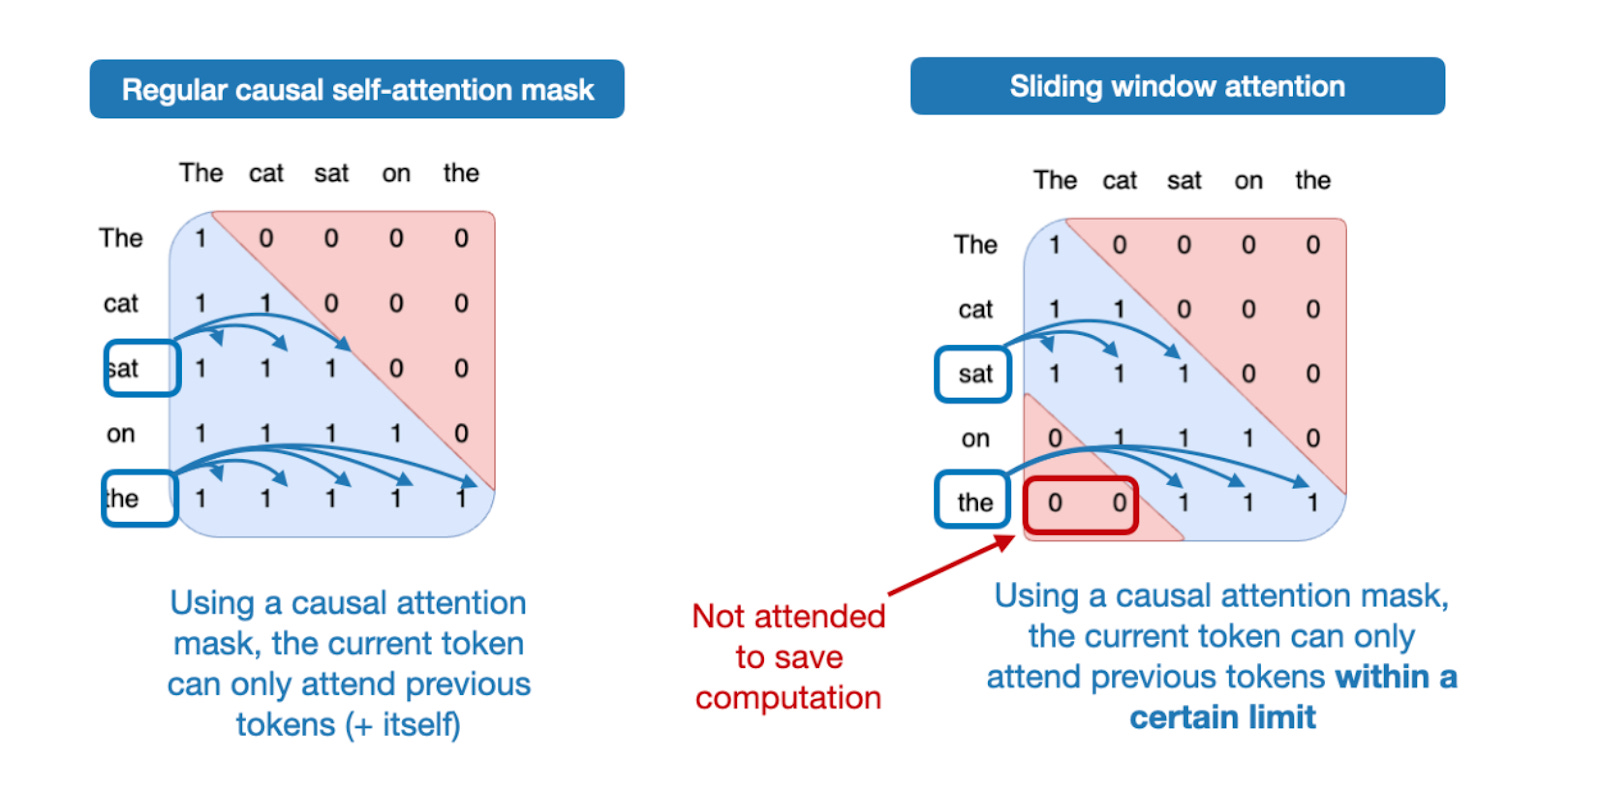 Regular causal self-attention mask
The cat sat on the
The 1 0 0 0 0
cat 1 1 0 0 0
sat 1 1 1 0 0
on 1 1 1 1 0
the 1 1 1 1 1
Using a causal attention
mask, the current token
can only attend previous
tokens (+ itself)
Sliding window attention
The cat sat on the
The 1 0 0 0 0
cat 1 1 0 0 0
sat 1 1 1 0 0
on 0 1 1 1 0
the 0 0 1 1 1
Not attended
to save
computation
Using a causal attention mask,
the current token can only
attend previous tokens within a
certain limit